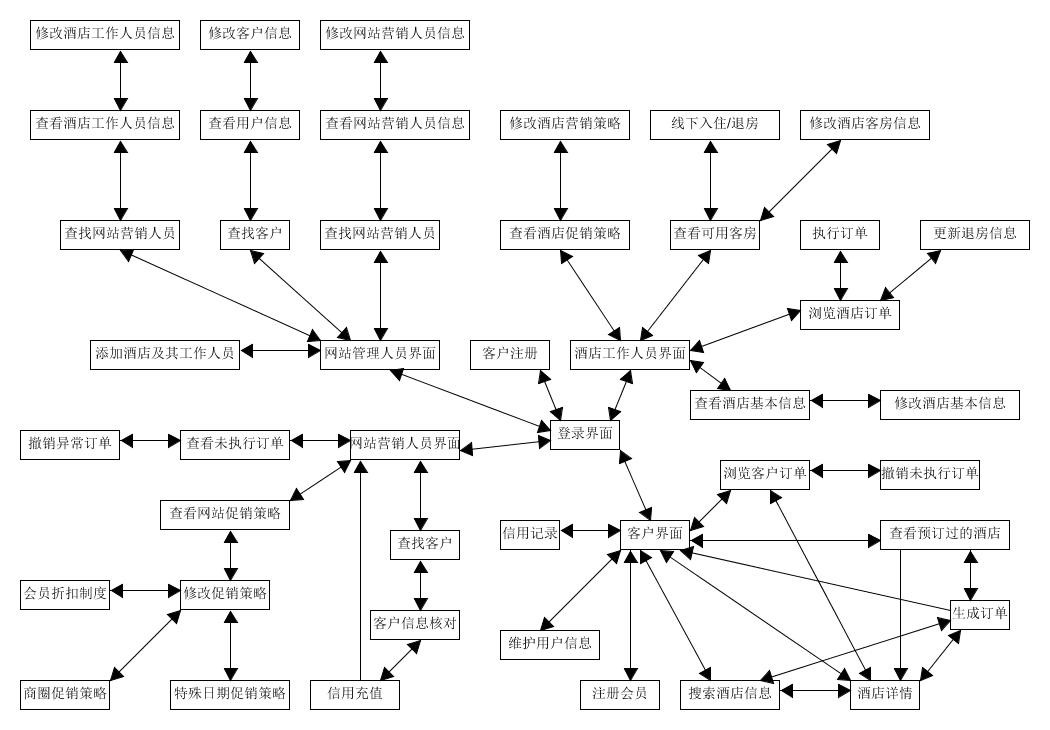 修改酒店工作人员信息
修改客户信息
修改网站营销人员信息
查看酒店工作人员信息
查看用户信息
查看网站营销人员信息
修改酒店营销策略
线下入住/退房
修改酒店客房信息
查找网站营销人员
查找客户
查找网站营销人员
查看酒店促销策略
查看可用客房
执行订单
更新退房信息
浏览酒店订单
添加酒店及其工作人员
网站管理人员界面
客户注册
酒店工作人员界面
查看酒店基本信息
修改酒店基本信息
撤销异常订单
查看未执行订单
网站营销人员界面
登录界面
浏览客户订单
撤销未执行订单
查看网站促销策略
查找客户
信用记录
客户界面
查看预订过的酒店
会员折扣制度
修改促销策略
客户信息核对
生成订单
维护用户信息
商圈促销策略
特殊日期促销策略
信用充值
注册会员
搜索酒店信息
酒店详情